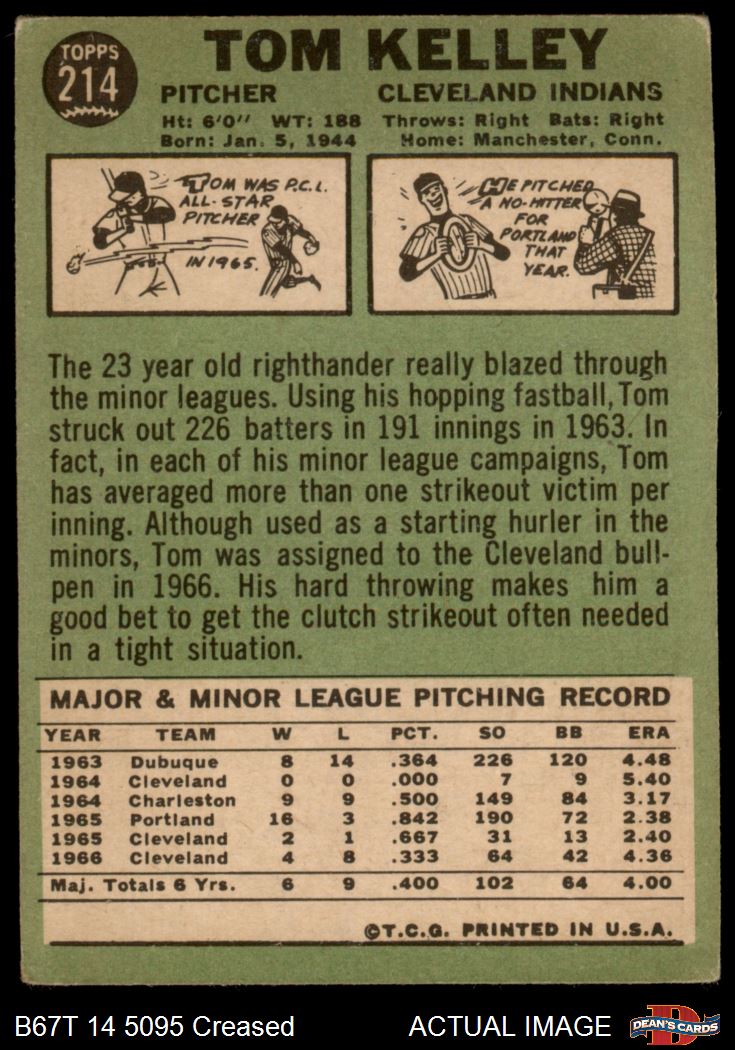 TOPPS
214
TOM KELLEY
PITCHER CLEVELAND INDIANS
Ht: 6'0" WT: 188 Throws: Right Bats: Right
Born: Jan. 5, 1944 Home: Manchester, Conn.
TOM WAS P.C.L.
ALL-STAR
PITCHER
IN 1965.
HE PITCHED
A NO-HITTER
FOR
PORTLAND
THAT
YEAR.
The 23 year old righthander really blazed through
the minor leagues. Using his hopping fastball, Tom
struck out 226 batters in 191 innings in 1963. In
fact, in each of his minor league campaigns, Tom
has averaged more than one strikeout victim per
inning. Although used as a starting hurler in the
minors, Tom was assigned to the Cleveland bull-
pen in 1966. His hard throwing makes him a
good bet to get the clutch strikeout often needed
in a tight situation.
MAJOR & MINOR LEAGUE PITCHING RECORD
YEAR TEAM W L PCT. SO BB ERA
1963 Dubuque 8 14 .364 226 120 4.48
1964 Cleveland 0 0 .000 7 9 5.40
1964 Charleston 9 9 .500 149 84 3.17
1965 Portland 16 3 .842 190 72 2.38
1965 Cleveland 2 1 .667 31 13 2.40
1966 Cleveland 4 8 .333 64 42 4.36
Maj. Totals 6 Yrs. 6 9 .400 102 64 4.00
©T.C.G. PRINTED IN U.S.A.
B67T 14 5095 Creased ACTUAL IMAGE
DEAN'S CARDS